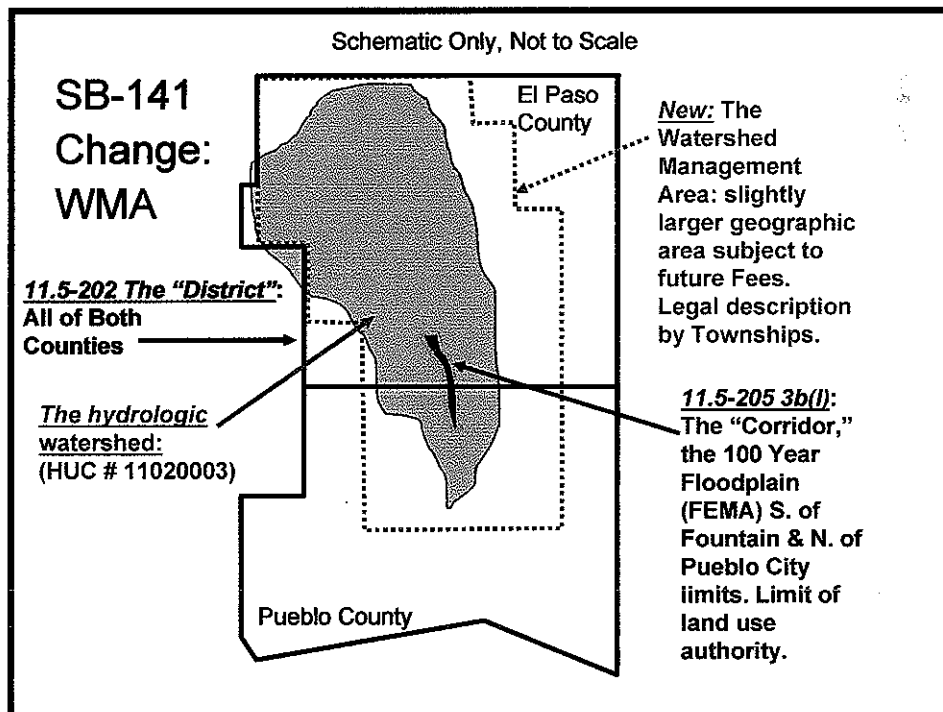 Schematic Only, Not to Scale
SB-141
Change:
WMA
El Paso
County
New: The
Watershed
Management
Area: slightly
larger geographic
area subject to
future Fees.
Legal description
by Townships.
11.5-202 The "District":
All of Both
Counties
The hydrologic
watershed:
(HUC # 11020003)
11.5-205 3b(I):
The "Corridor,"
the 100 Year
Floodplain
(FEMA) S. of
Fountain & N. of
Pueblo City
limits. Limit of
land use
authority.
Pueblo County